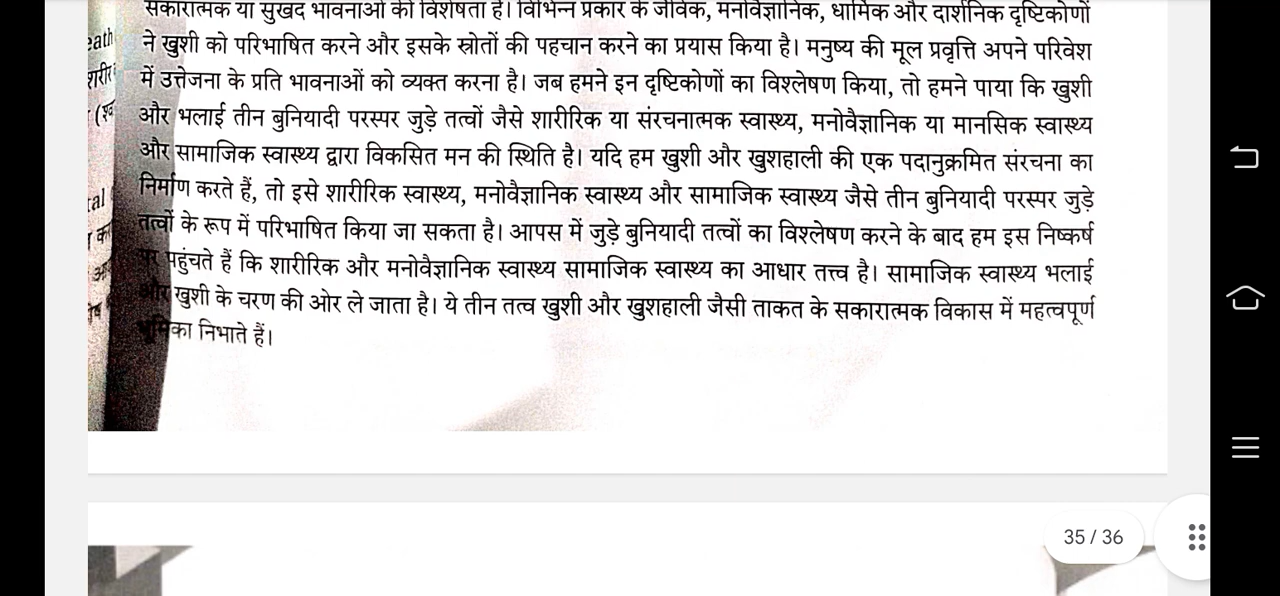 सकारात्मक या सुखद भावनाओं की विशेषता है। विभिन्न प्रकार के जैविक, मनोवैज्ञानिक, धार्मिक और दार्शनिक दृष्टिकोणों
ने खुशी को परिभाषित करने और इसके स्रोतों की पहचान करने का प्रयास किया है। मनुष्य की मूल प्रवृत्ति अपने परिवेश
में उत्तेजना के प्रति भावनाओं को व्यक्त करना है। जब हमने इन दृष्टिकोणों का विश्लेषण किया, तो हमने पाया कि खुशी
और भलाई तीन बुनियादी परस्पर जुड़े तत्वों जैसे शारीरिक या संरचनात्मक स्वास्थ्य, मनोवैज्ञानिक या मानसिक स्वास्थ्य
और सामाजिक स्वास्थ्य द्वारा विकसित मन की स्थिति है। यदि हम खुशी और खुशहाली की एक पदानुक्रमित संरचना का
निर्माण करते हैं, तो इसे शारीरिक स्वास्थ्य, मनोवैज्ञानिक स्वास्थ्य और सामाजिक स्वास्थ्य जैसे तीन बुनियादी परस्पर जुड़े
तत्वों के रूप में परिभाषित किया जा सकता है। आपस में जुड़े बुनियादी तत्वों का विश्लेषण करने के बाद हम इस निष्कर्ष
पर पहुंचते हैं कि शारीरिक और मनोवैज्ञानिक स्वास्थ्य सामाजिक स्वास्थ्य का आधार तत्त्व है। सामाजिक स्वास्थ्य भलाई
और खुशी के चरण की ओर ले जाता है। ये तीन तत्व खुशी और खुशहाली जैसी ताकत के सकारात्मक विकास में महत्वपूर्ण
भूमिका निभाते हैं।
35 / 36